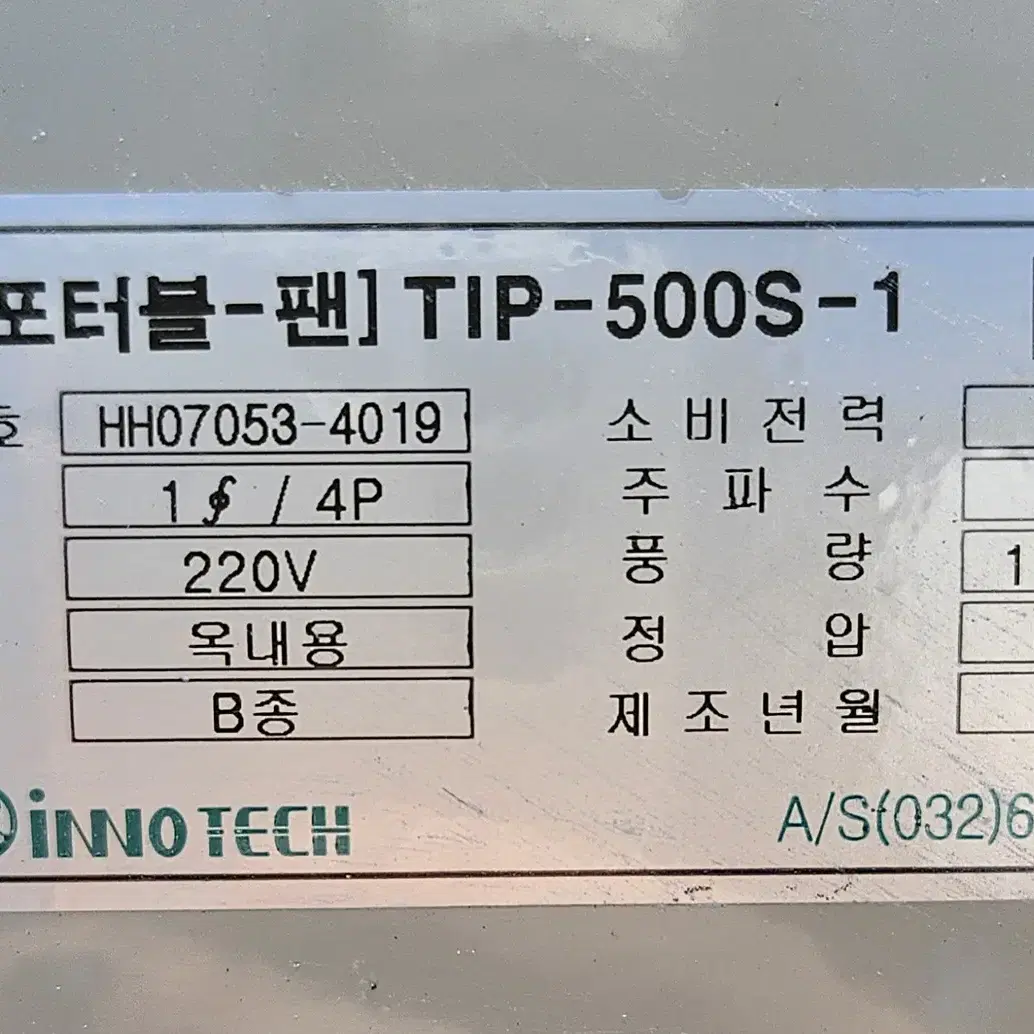 포터블-팬] TIP-500S-1
호 HH07053-4019 소비전력
1∮ / 4P 주파수
220V 풍량 1
옥내용 정압
B종 제조년월
iNNOTECH A/S(032)6